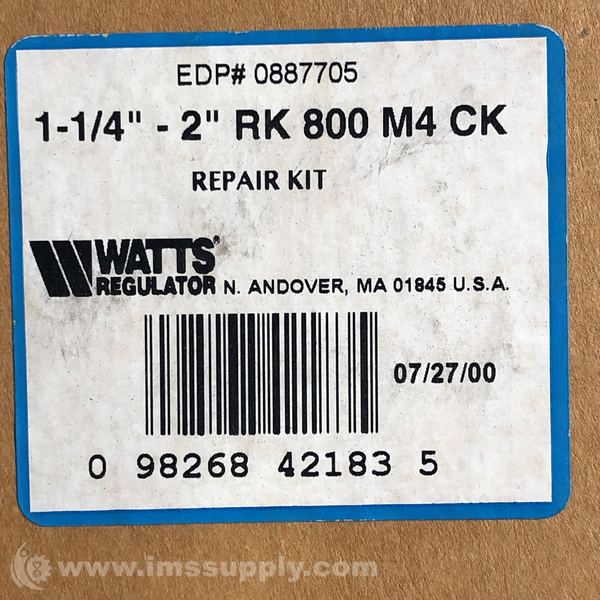 EDP# 0887705
1-1/4" - 2" RK 800 M4 CK
REPAIR KIT
WATTS®
REGULATOR N. ANDOVER, MA 01845 U.S.A.
07/27/00
0 98268 42183 5
www.imssupply.com